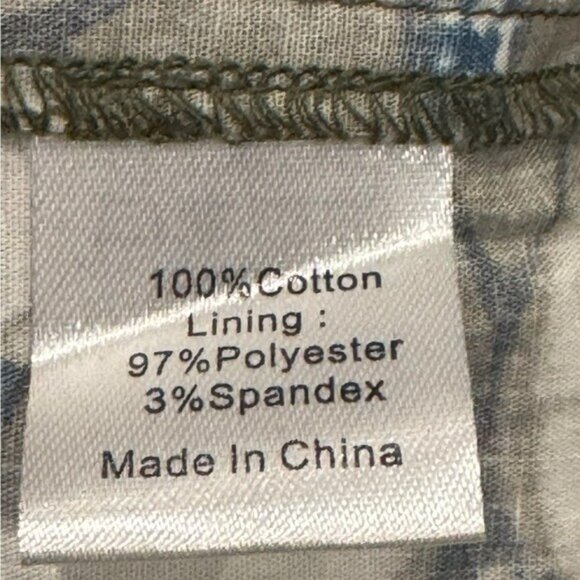 100%Cotton
Lining :
97%Polyester
3%Spandex
Made In China